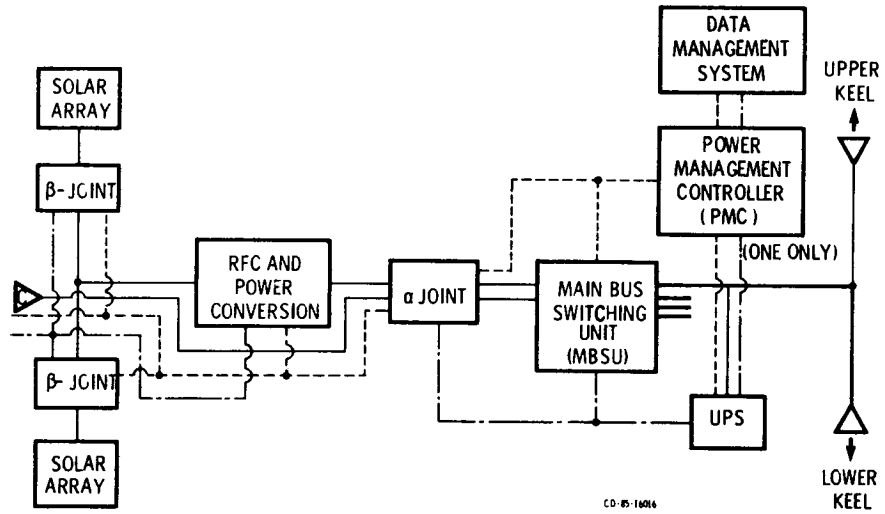 DATA
MANAGEMENT
SYSTEM
UPPER
KEEL
SOLAR
ARRAY
POWER
MANAGEMENT
CONTROLLER
(PMC)
(ONE ONLY)
β-JOINT
RFC AND
POWER
CONVERSION
α JOINT
MAIN BUS
SWITCHING
UNIT
(MBSU)
β-JOINT
UPS
SOLAR
ARRAY
LOWER
KEEL
CD-85-16016